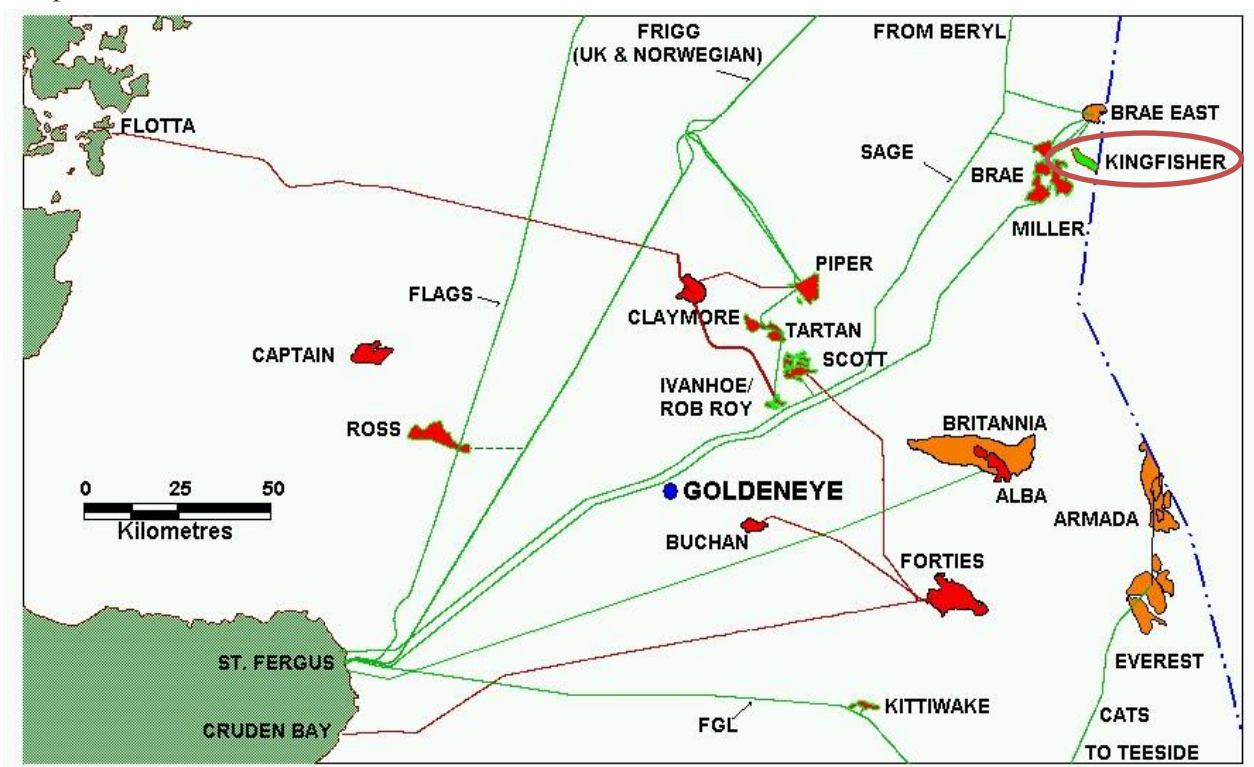 FRIGG
(UK & NORWEGIAN)
FROM BERYL
FLOTTA
BRAE EAST
SAGE
KINGFISHER
BRAE
MILLER
PIPER
FLAGS
CLAYMORE
TARTAN
CAPTAIN
SCOTT
IVANHOE/
ROB ROY
ROSS
BRITANNIA
0 25 50
Kilometres
GOLDENEYE
ALBA
ARMADA
BUCHAN
FORTIES
ST. FERGUS
EVEREST
KITTIWAKE
CRUDEN BAY
FGL
CATS
TO TEESIDE